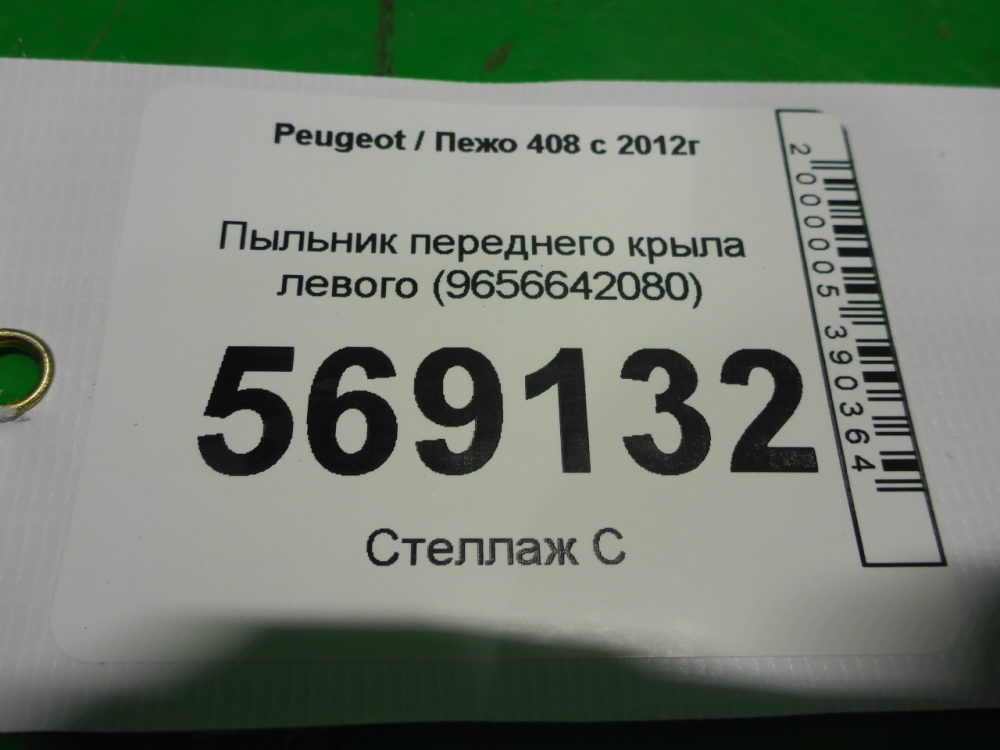 Peugeot / Пежо 408 с 2012г
Пыльник переднего крыла
левого (9656642080)
569132
Стеллаж С
2000005390364